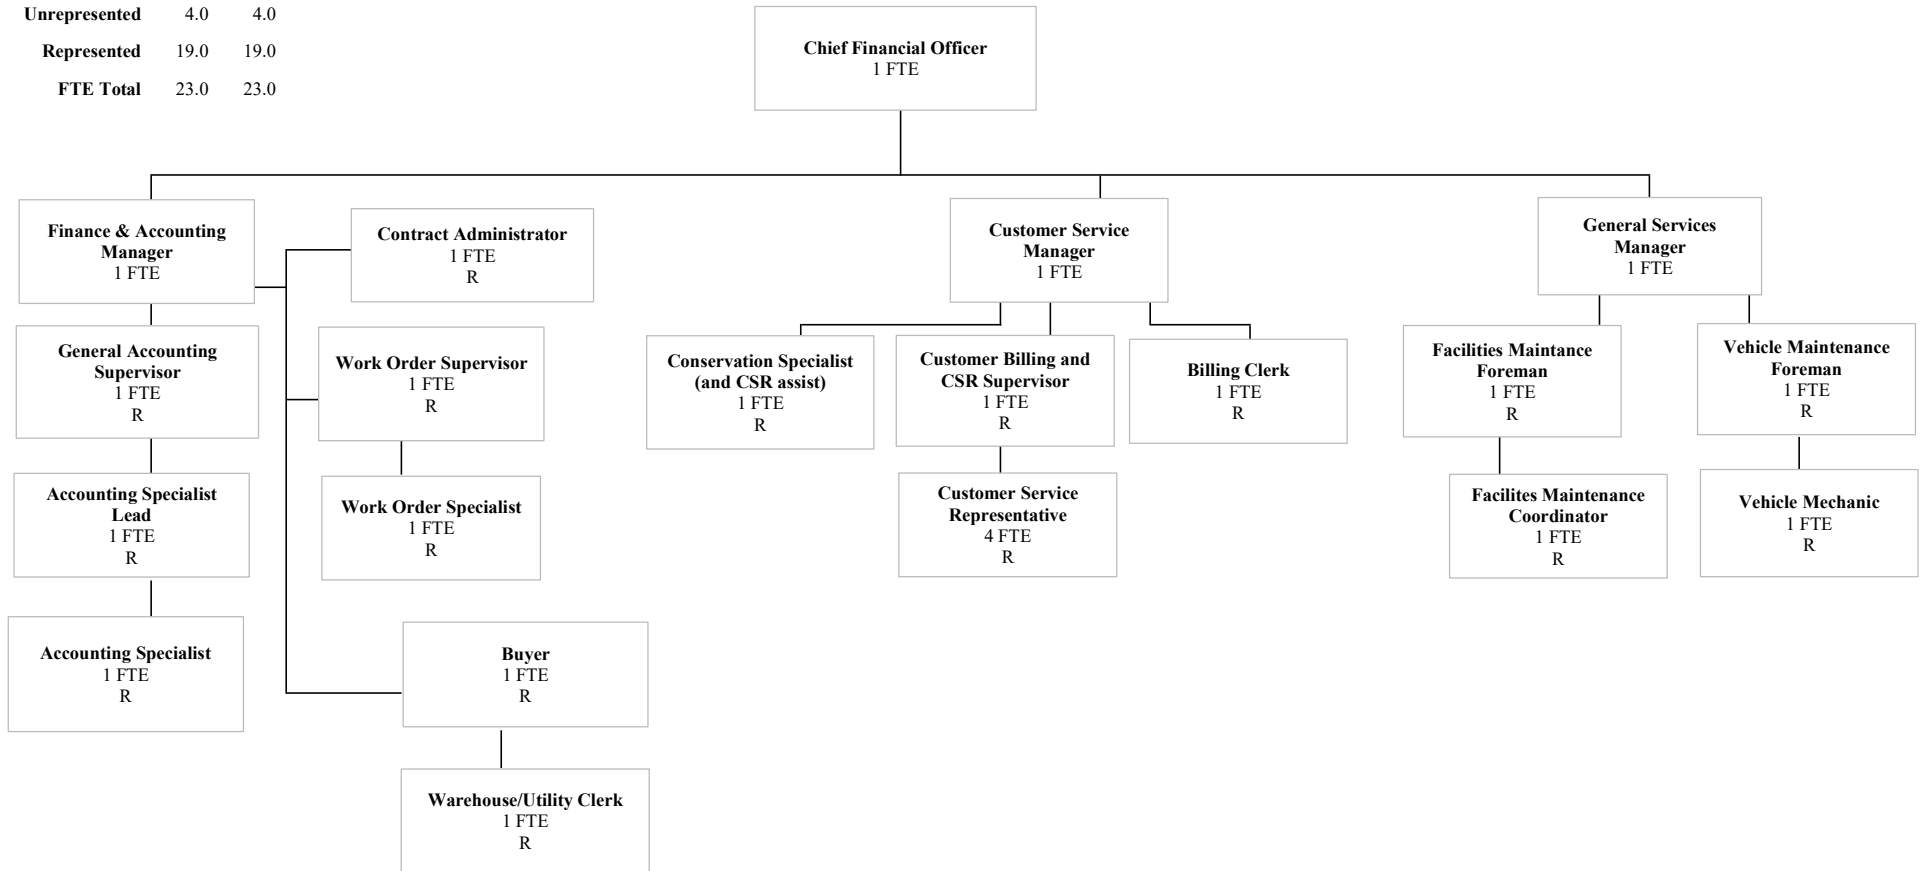 Unrepresented 4.0 4.0
Represented 19.0 19.0
FTE Total 23.0 23.0
Chief Financial Officer
1 FTE
Finance & Accounting
Manager
1 FTE
Contract Administrator
1 FTE
R
Customer Service
Manager
1 FTE
General Services
Manager
1 FTE
General Accounting
Supervisor
1 FTE
R
Work Order Supervisor
1 FTE
R
Conservation Specialist
(and CSR assist)
1 FTE
R
Customer Billing and
CSR Supervisor
1 FTE
R
Billing Clerk
1 FTE
R
Facilities Maintance
Foreman
1 FTE
R
Vehicle Maintenance
Foreman
1 FTE
R
Accounting Specialist
Lead
1 FTE
R
Work Order Specialist
1 FTE
R
Customer Service
Representative
4 FTE
R
Facilites Maintenance
Coordinator
1 FTE
R
Vehicle Mechanic
1 FTE
R
Accounting Specialist
1 FTE
R
Buyer
1 FTE
R
Warehouse/Utility Clerk
1 FTE
R